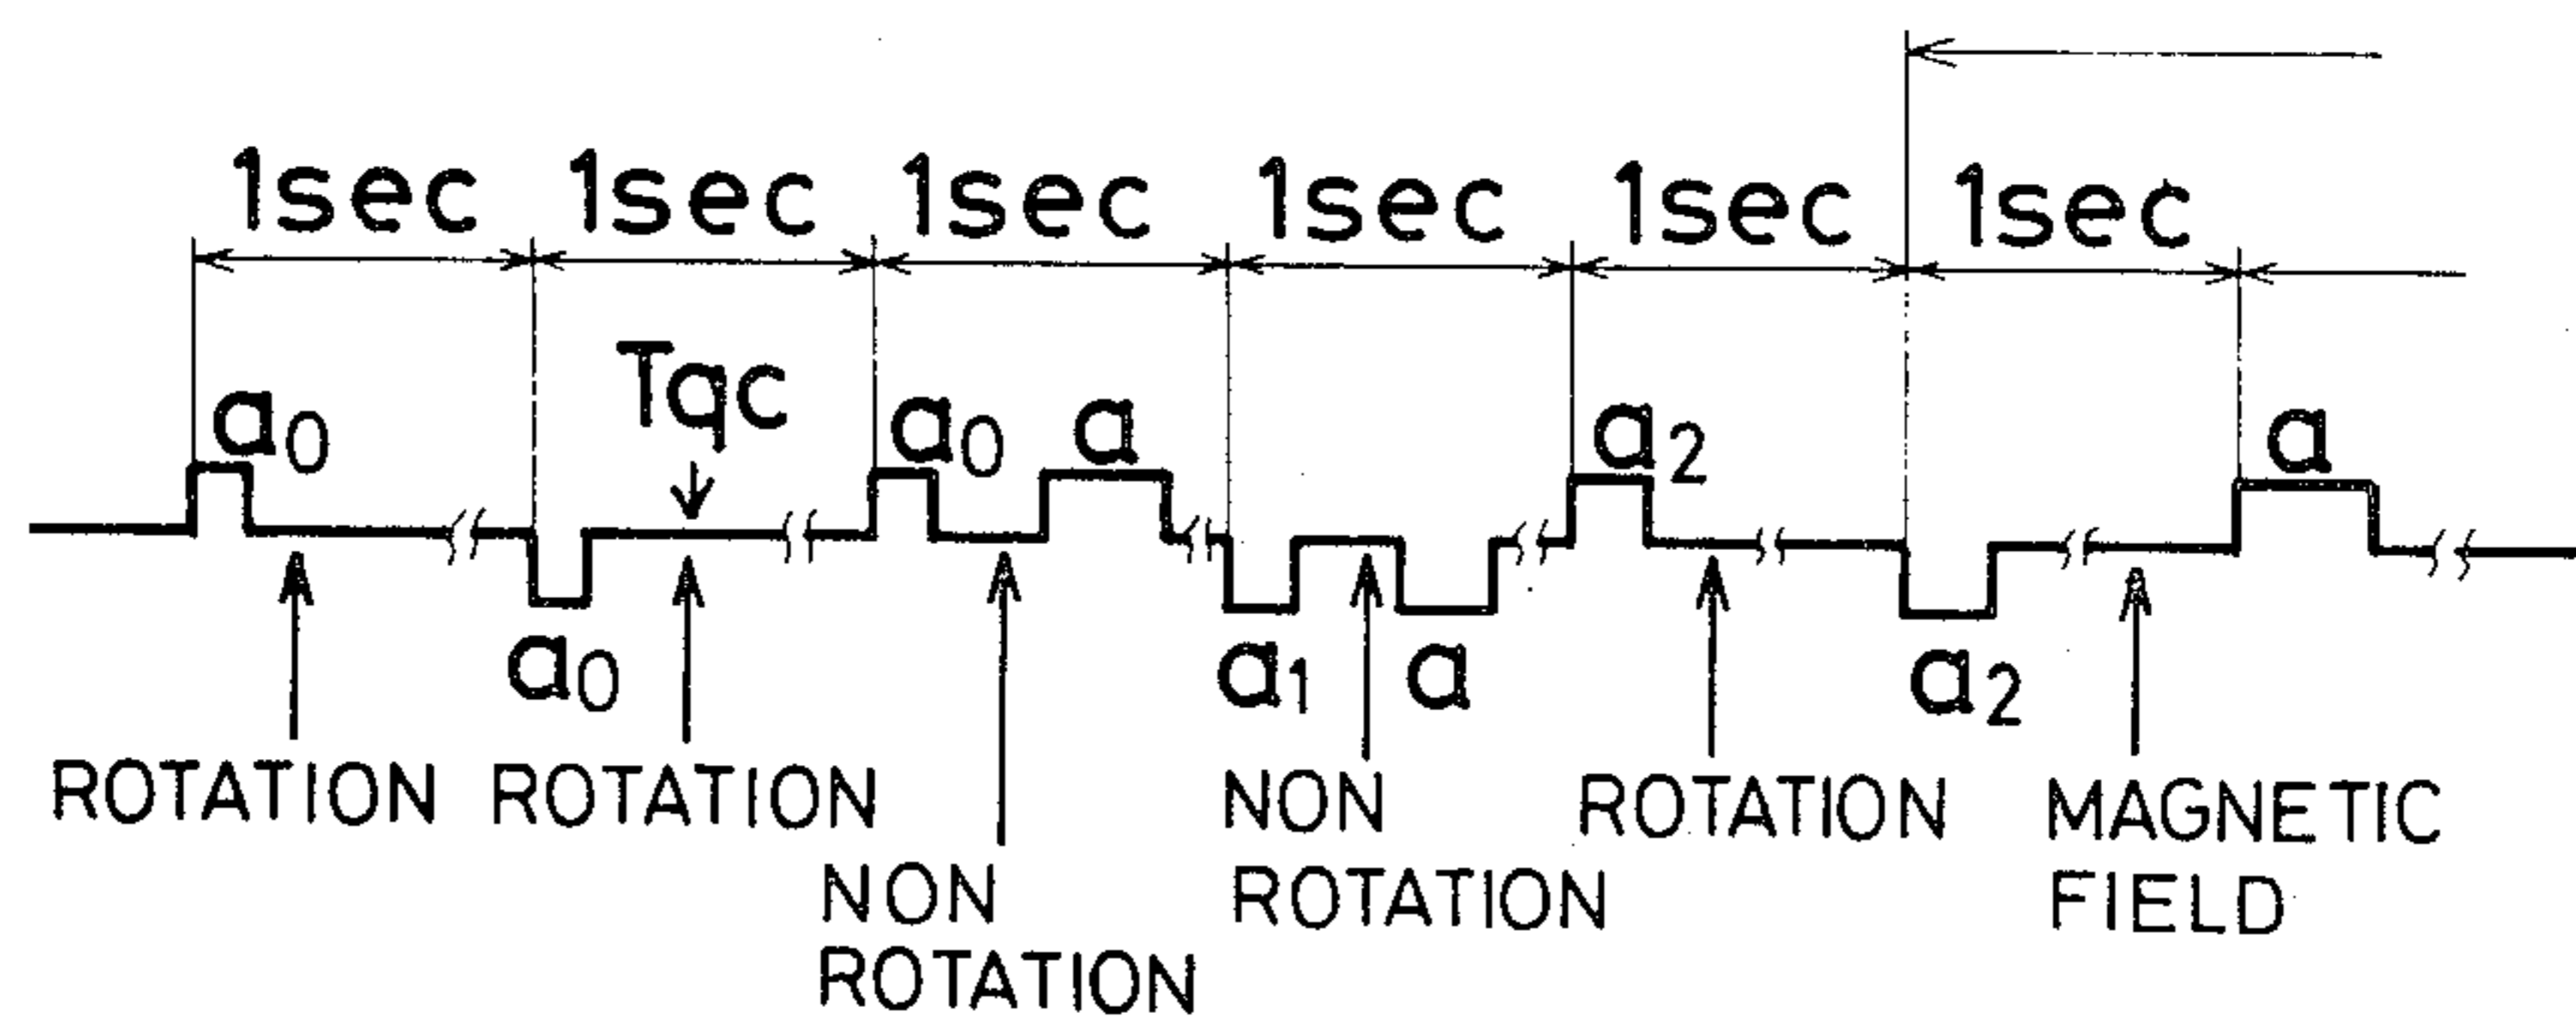 1sec 1sec 1sec 1sec 1sec 1sec
Tqc
a0 a0 a a2 a
a0 a1 a a2
ROTATION ROTATION NON ROTATION MAGNETIC
NON ROTATION FIELD
ROTATION